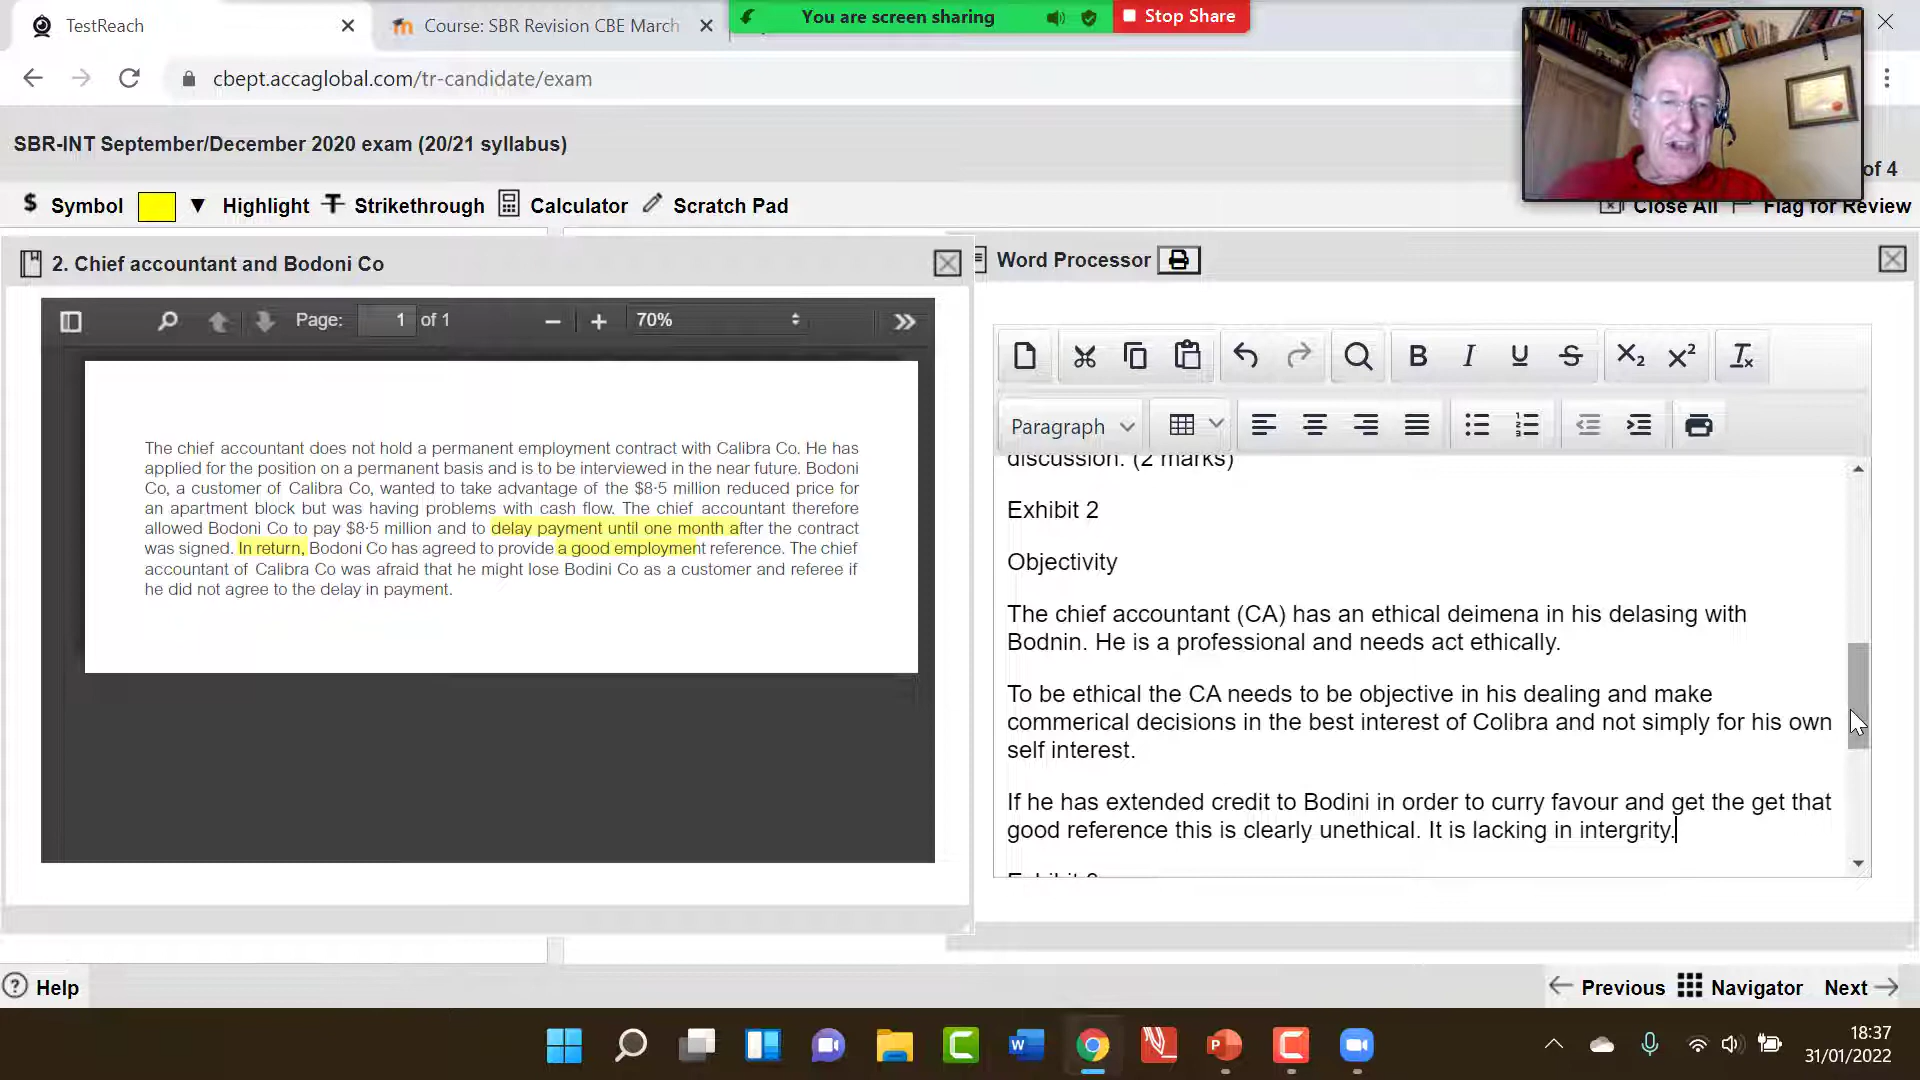 TestReach
Course: SBR Revision CBE March
You are screen sharing
Stop Share
cbept.accaglobal.com/tr-candidate/exam
SBR-INT September/December 2020 exam (20/21 syllabus)
of 4
Symbol
Highlight
Strikethrough
Calculator
Scratch Pad
Close All
Flag for Review
2. Chief accountant and Bodoni Co
Page: 1 of 1
70%
The chief accountant does not hold a permanent employment contract with Calibra Co. He has
applied for the position on a permanent basis and is to be interviewed in the near future. Bodoni
Co, a customer of Calibra Co, wanted to take advantage of the $8·5 million reduced price for
an apartment block but was having problems with cash flow. The chief accountant therefore
allowed Bodoni Co to pay $8·5 million and to delay payment until one month after the contract
was signed. In return, Bodoni Co has agreed to provide a good employment reference. The chief
accountant of Calibra Co was afraid that he might lose Bodini Co as a customer and referee if
he did not agree to the delay in payment.
Word Processor
Paragraph
discussion. (2 marks)
Exhibit 2
Objectivity
The chief accountant (CA) has an ethical deimena in his delasing with
Bodnin. He is a professional and needs act ethically.
To be ethical the CA needs to be objective in his dealing and make
commerical decisions in the best interest of Colibra and not simply for his own
self interest.
If he has extended credit to Bodini in order to curry favour and get the get that
good reference this is clearly unethical. It is lacking in intergrity.
Help
Previous
Navigator
Next
18:37
31/01/2022